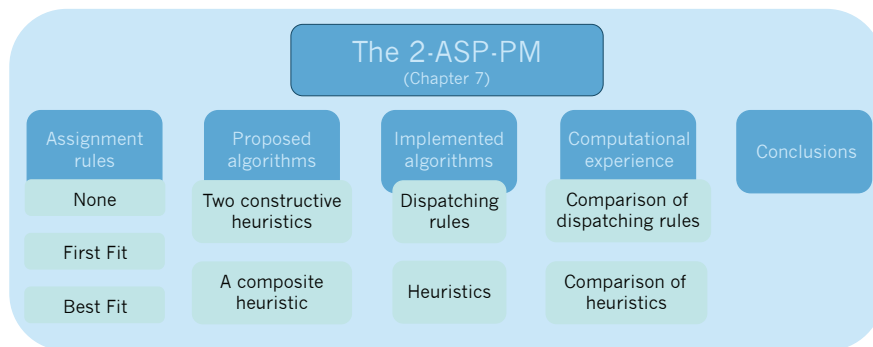 The 2-ASP-PM
(Chapter 7)
Assignment
rules
None
First Fit
Best Fit
Proposed
algorithms
Two constructive
heuristics
A composite
heuristic
Implemented
algorithms
Dispatching
rules
Heuristics
Computational
experience
Comparison of
dispatching rules
Comparison of
heuristics
Conclusions